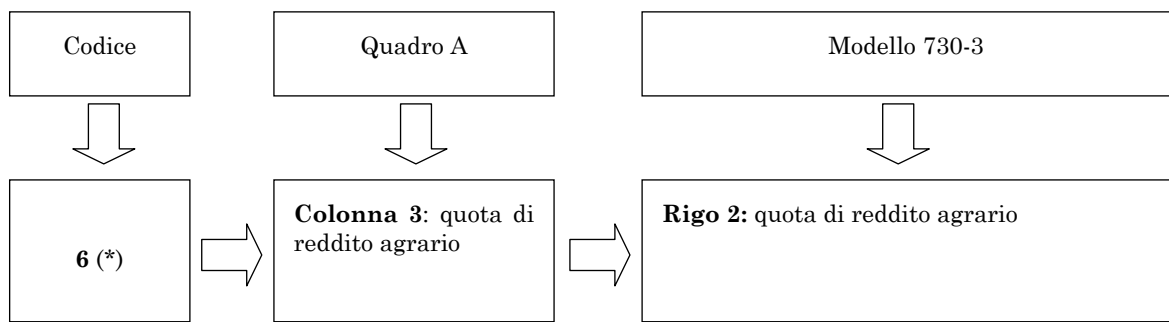 Codice
Quadro A
Modello 730-3
6 (*)
Colonna 3: quota di
reddito agrario
Rigo 2: quota di reddito agrario